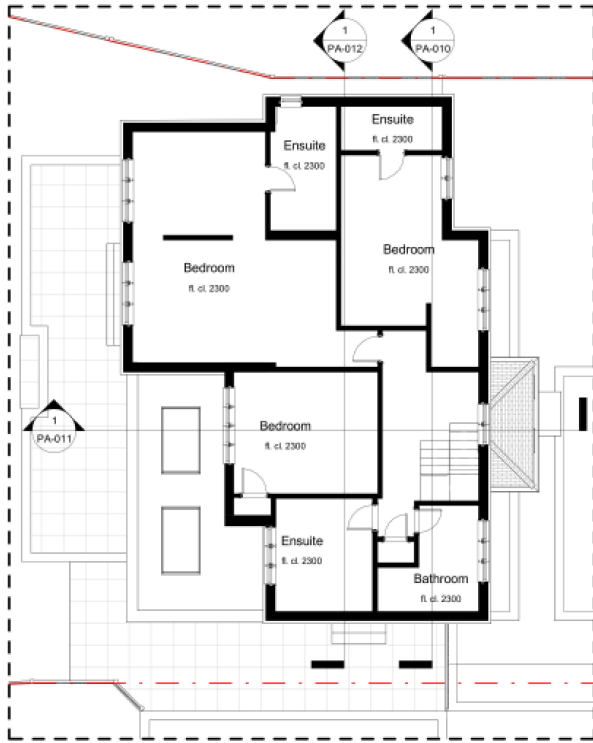 1
PA-012
1
PA-010
Ensuite
fl. cl. 2300
Ensuite
fl. cl. 2300
Bedroom
fl. cl. 2300
Bedroom
fl. cl. 2300
1
PA-011
Bedroom
fl. cl. 2300
Ensuite
fl. cl. 2300
Bathroom
fl. cl. 2300